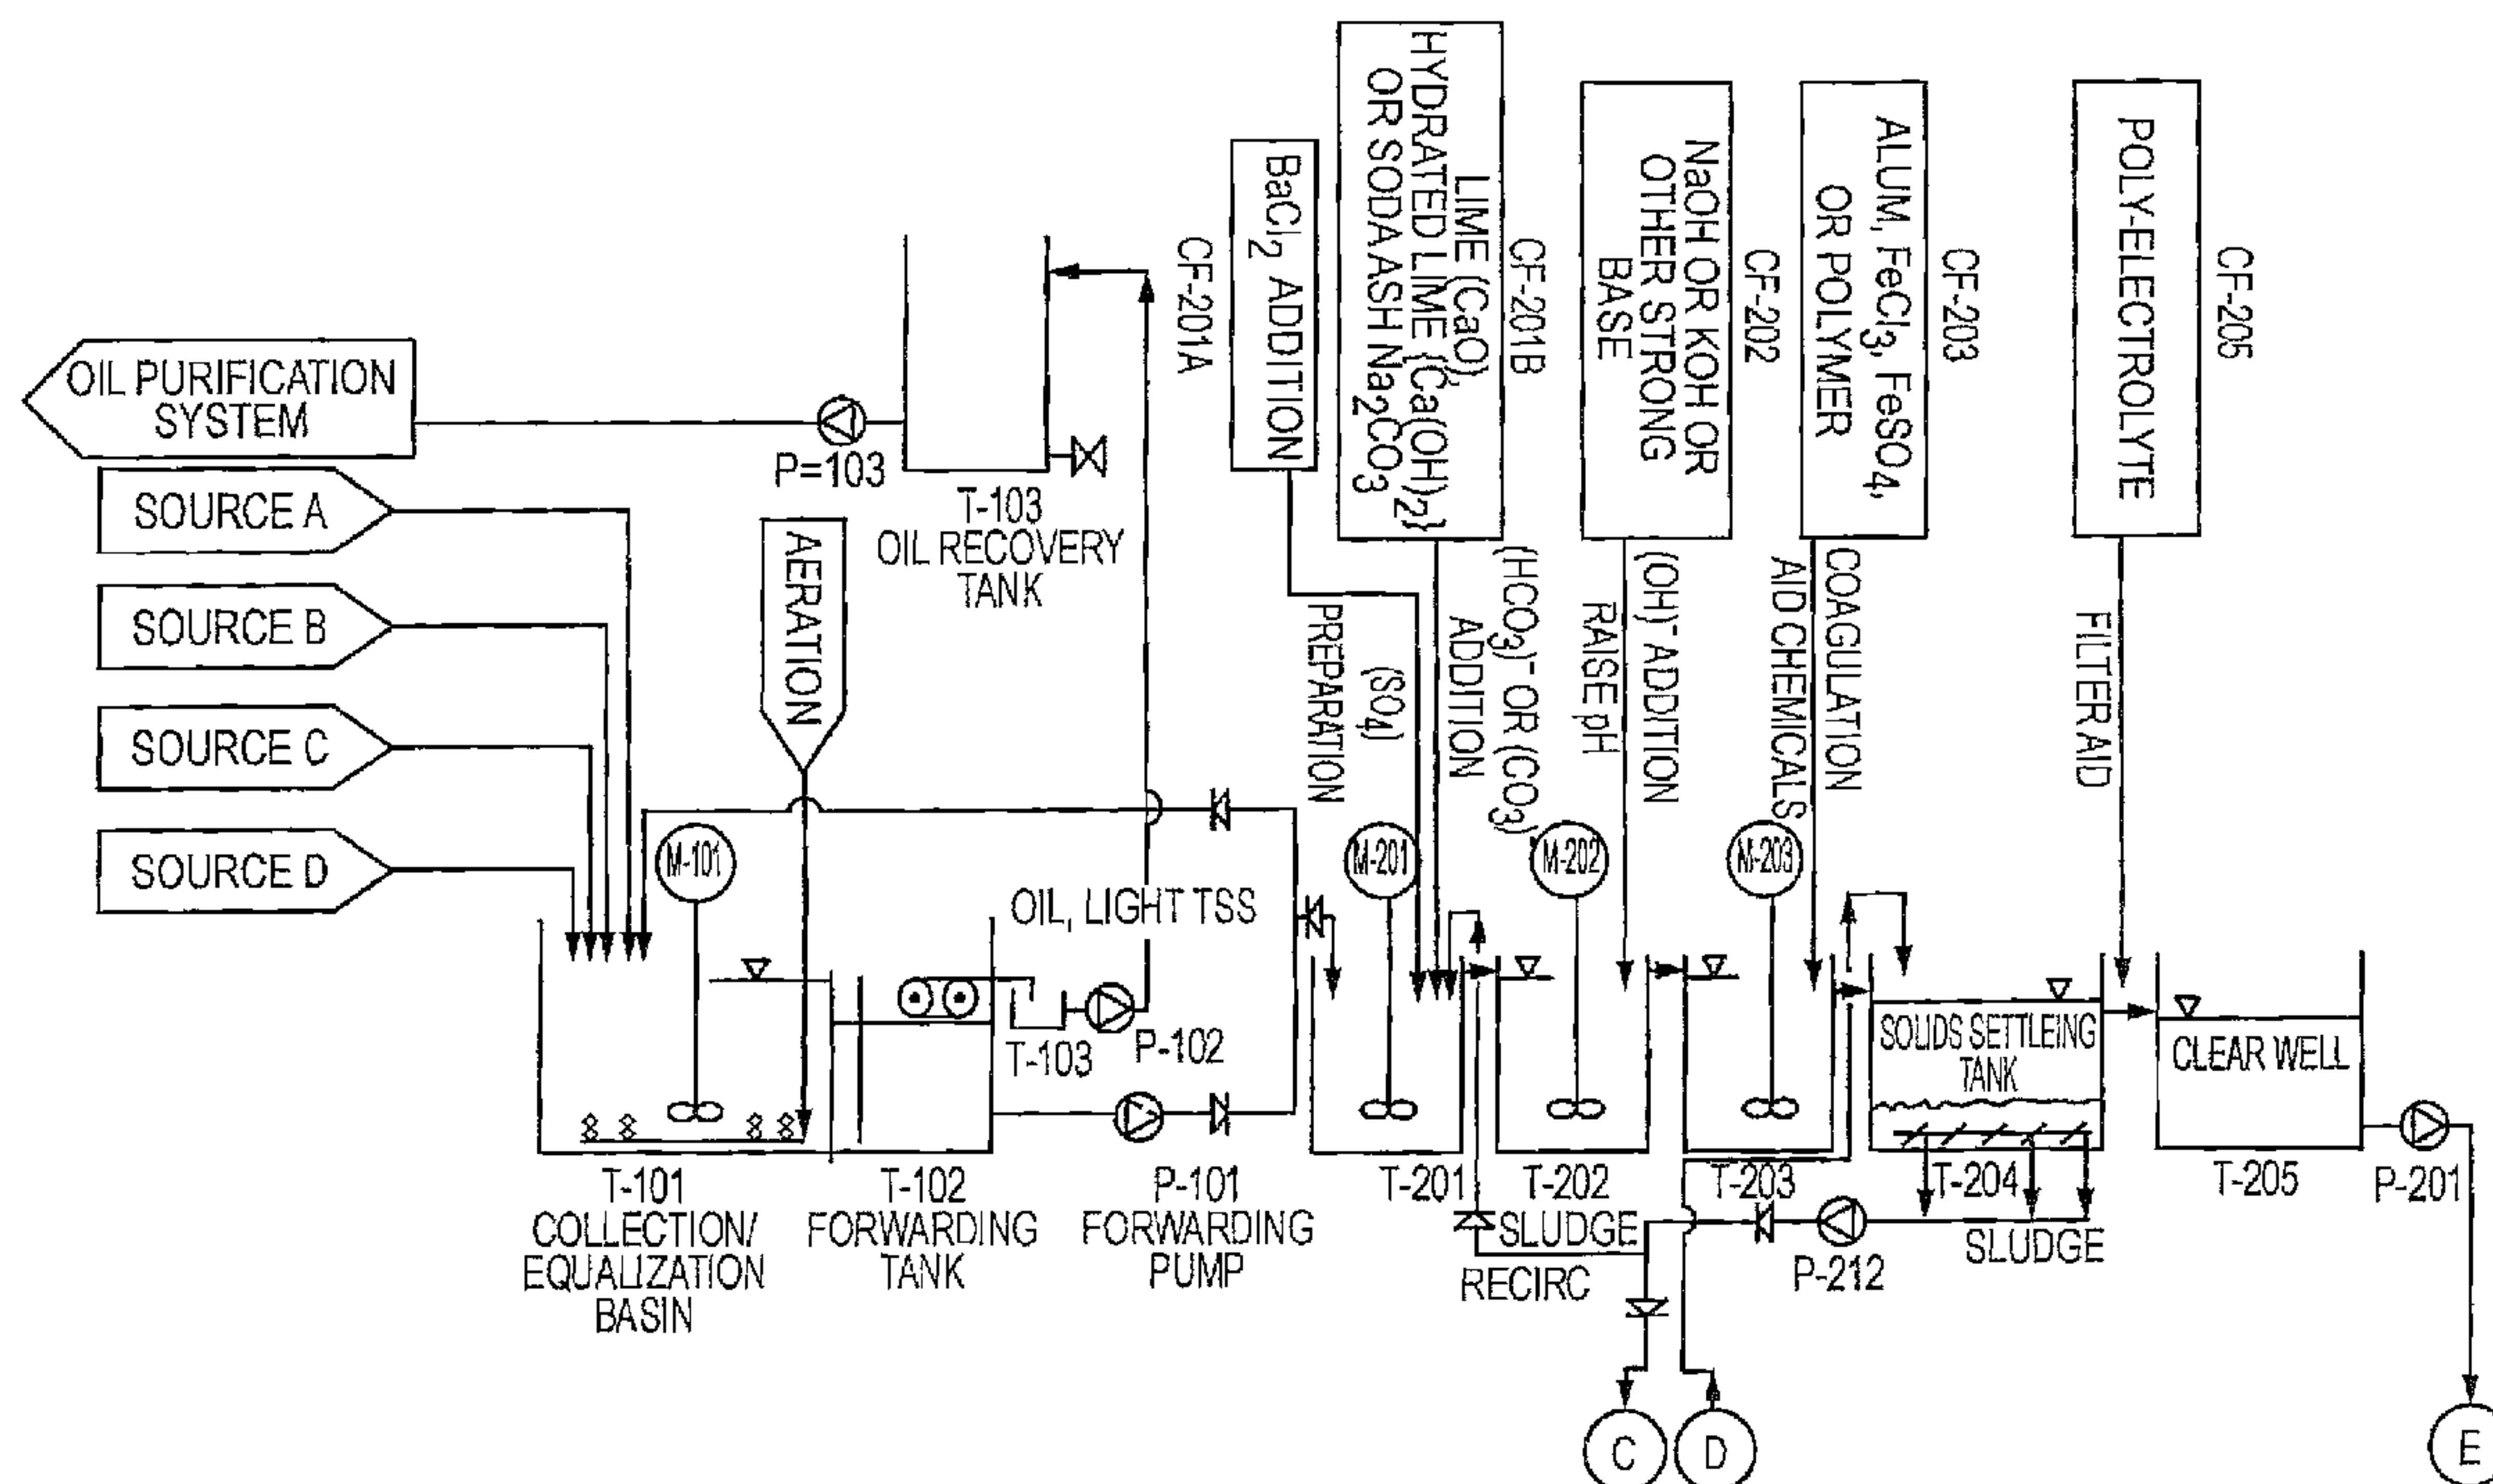 OIL PURIFICATION
SYSTEM
SOURCE A
SOURCE B
SOURCE C
SOURCE D
P=103
T-103
OIL RECOVERY
TANK
AERATION
CF-201A
BaCl2 ADDITION
CF-201B
LIME (CaO),
HYDRATED LIME {Ca(OH)2}
OR SODA ASH Na2CO3
CF-202
NaOH OR KOH OR
OTHER STRONG
BASE
CF-203
ALUM, FeCl3, FeSO4,
OR POLYMER
CF-205
POLY-ELECTROLYTE
(SO4)
PREPARATION
(HCO3)- OR (CO3)
ADDITION
(OH)- ADDITION
RAISE pH
COAGULATION
AID CHEMICALS
FILTER AID
M-101
M-201
M-202
M-203
OIL, LIGHT TSS
T-103
P-102
SOLIDS SETTLEING
TANK
CLEAR WELL
T-101
COLLECTION/
EQUALIZATION
BASIN
T-102
FORWARDING
TANK
P-101
FORWARDING
PUMP
T-201
T-202
T-203
T-204
T-205
P-201
SLUDGE
RECIRC
P-212
SLUDGE
C
D
E